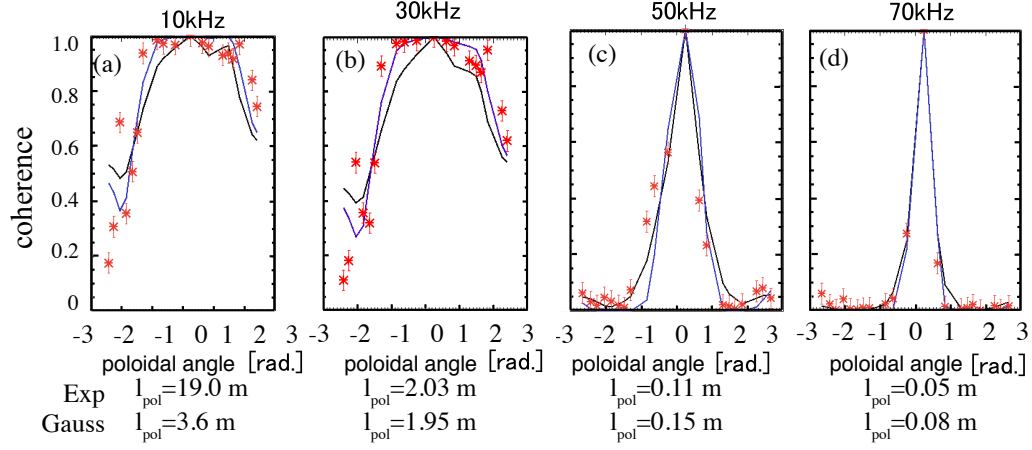 10kHz 30kHz 50kHz 70kHz
(a) (b) (c) (d)
coherence
1.0
0.8
0.6
0.4
0.2
0
-3 -2 -1 0 1 2 3 -3 -2 -1 0 1 2 3 -3 -2 -1 0 1 2 3 -3 -2 -1 0 1 2 3
poloidal angle [rad.] poloidal angle [rad.] poloidal angle [rad.] poloidal angle [rad.]
Exp l_pol=19.0 m l_pol=2.03 m l_pol=0.11 m l_pol=0.05 m
Gauss l_pol=3.6 m l_pol=1.95 m l_pol=0.15 m l_pol=0.08 m